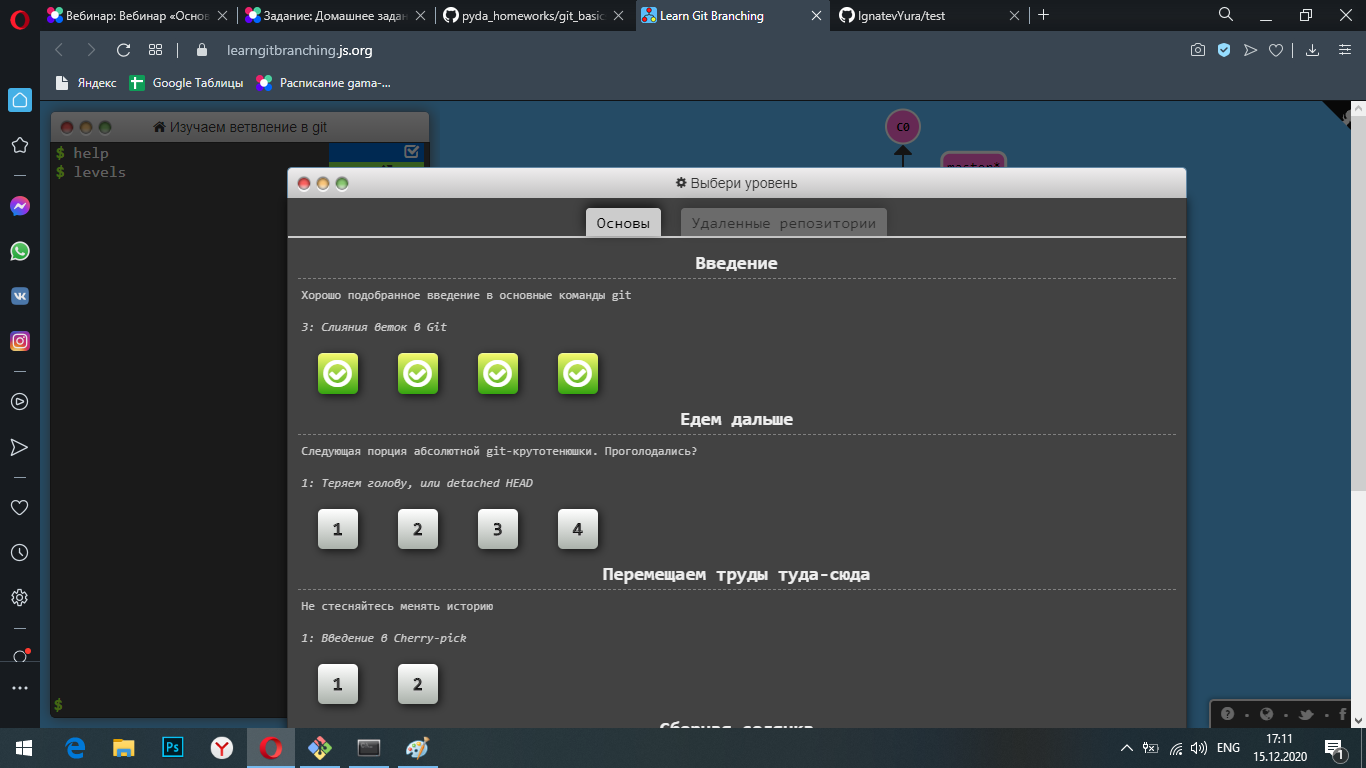 Вебинар: Вебинар «Основ
Задание: Домашнее задан
pyda_homeworks/git_basic
Learn Git Branching
IgnatevYura/test
learngitbranching.js.org
Яндекс
Google Таблицы
Расписание gama-...
Изучаем ветвление в git
$ help
$ levels
C0
master*
Выбери уровень
Основы
Удаленные репозитории
Введение
Хорошо подобранное введение в основные команды git
3: Слияния веток в Git
Едем дальше
Следующая порция абсолютной git-крутотенюшки. Проголодались?
1: Теряем голову, или detached HEAD
1 2 3 4
Перемещаем труды туда-сюда
Не стесняйтесь менять историю
1: Введение в Cherry-pick
1 2
Сборная солянка
$
ENG
17:11
15.12.2020
1